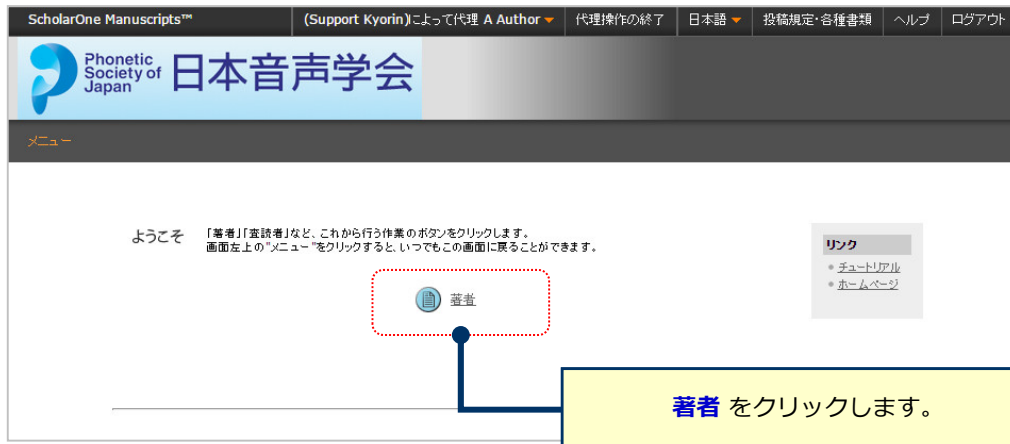 ScholarOne Manuscripts™ (Support Kyorin)によって代理 A Author 代理操作の終了 日本語 投稿規定・各種書類 ヘルプ ログアウト
Phonetic
Society of
Japan
日本音声学会
メニュー
ようこそ
「著者」「査読者」など、これから行う作業のボタンをクリックします。
画面左上の"メニュー"をクリックすると、いつでもこの画面に戻ることができます。
著者
リンク
チュートリアル
ホームページ
著者 をクリックします。